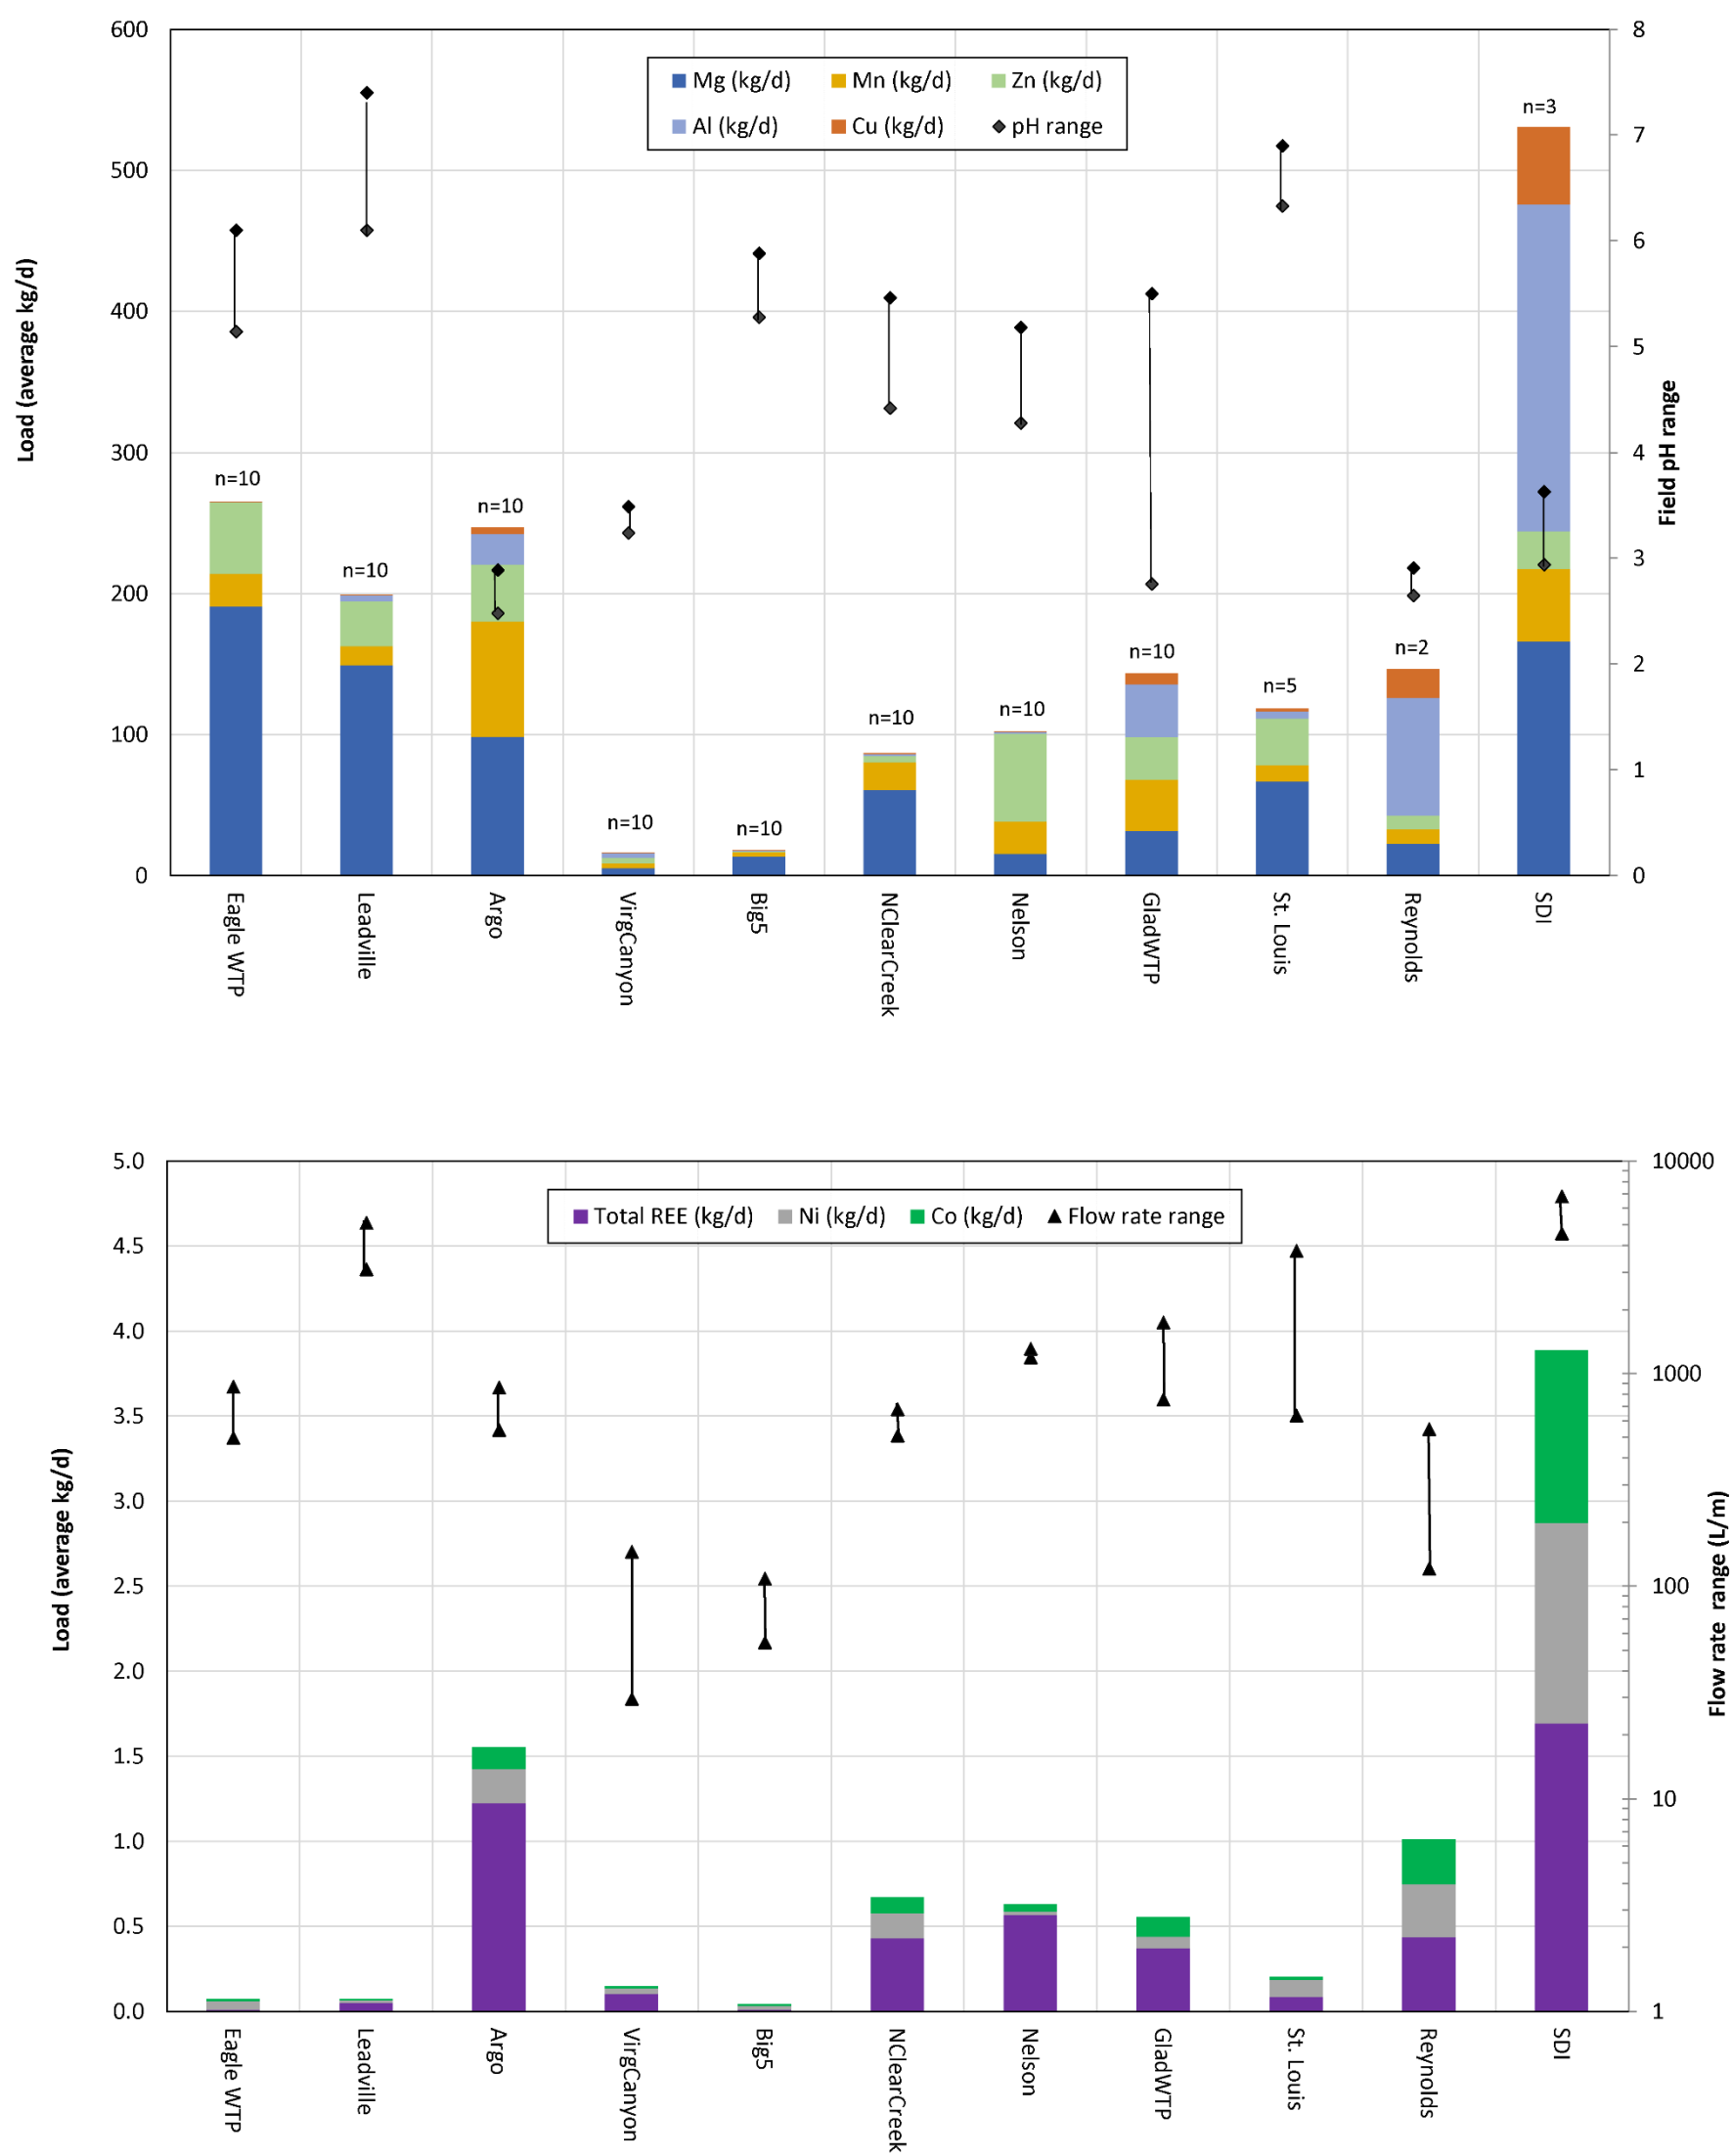 600
500
400
300
200
100
0
Load (average kg/d)
8
7
6
5
4
3
2
1
0
Field pH range
Mg (kg/d) Mn (kg/d) Zn (kg/d)
Al (kg/d) Cu (kg/d) pH range
n=10
n=10
n=10
n=10
n=10
n=10
n=10
n=10
n=5
n=2
n=3
Eagle WTP
Leadville
Argo
VirgCanyon
Big5
NClearCreek
Nelson
GladWTP
St. Louis
Reynolds
SDI
5.0
4.5
4.0
3.5
3.0
2.5
2.0
1.5
1.0
0.5
0.0
Load (average kg/d)
10000
1000
100
10
1
Flow rate range (L/m)
Total REE (kg/d) Ni (kg/d) Co (kg/d) Flow rate range
Eagle WTP
Leadville
Argo
VirgCanyon
Big5
NClearCreek
Nelson
GladWTP
St. Louis
Reynolds
SDI